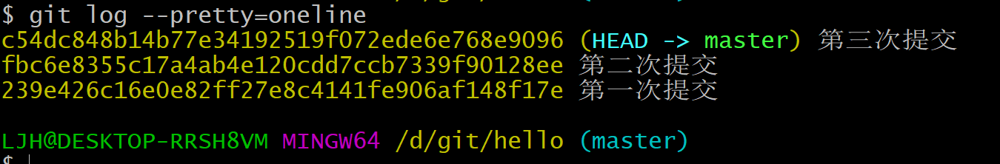 $ git log --pretty=oneline
c54dc848b14b77e34192519f072ede6e768e9096 (HEAD -> master) 第三次提交
fbc6e8355c17a4ab4e120cdd7ccb7339f90128ee 第二次提交
239e426c16e0e82ff27e8c4141fe906af148f17e 第一次提交
LJH@DESKTOP-RRSH8VM MINGW64 /d/git/hello (master)
$